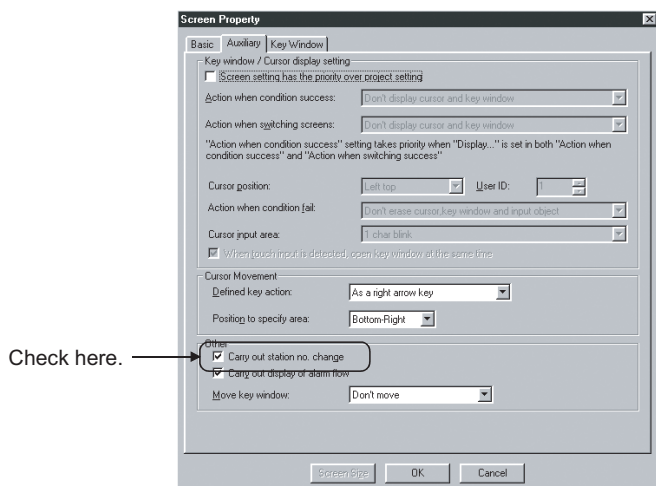 Screen Property
Basic
Auxiliary
Key Window
Key window / Cursor display setting
Screen setting has the priority over project setting
Action when condition success: Don't display cursor and key window
Action when switching screens: Don't display cursor and key window
"Action when condition success" setting takes priority when "Display..." is set in both "Action when
condition success" and "Action when switching success"
Cursor position: Left top User ID: 1
Action when condition fail: Don't erase cursor,key window and input object
Cursor input area: 1 char blink
When touch input is detected, open key window at the same time
Cursor Movement
Defined key action: As a right arrow key
Position to specify area: Bottom-Right
Other
Check here. Carry out station no. change
Carry out display of alarm flow
Move key window: Don't move
Screen Size OK Cancel